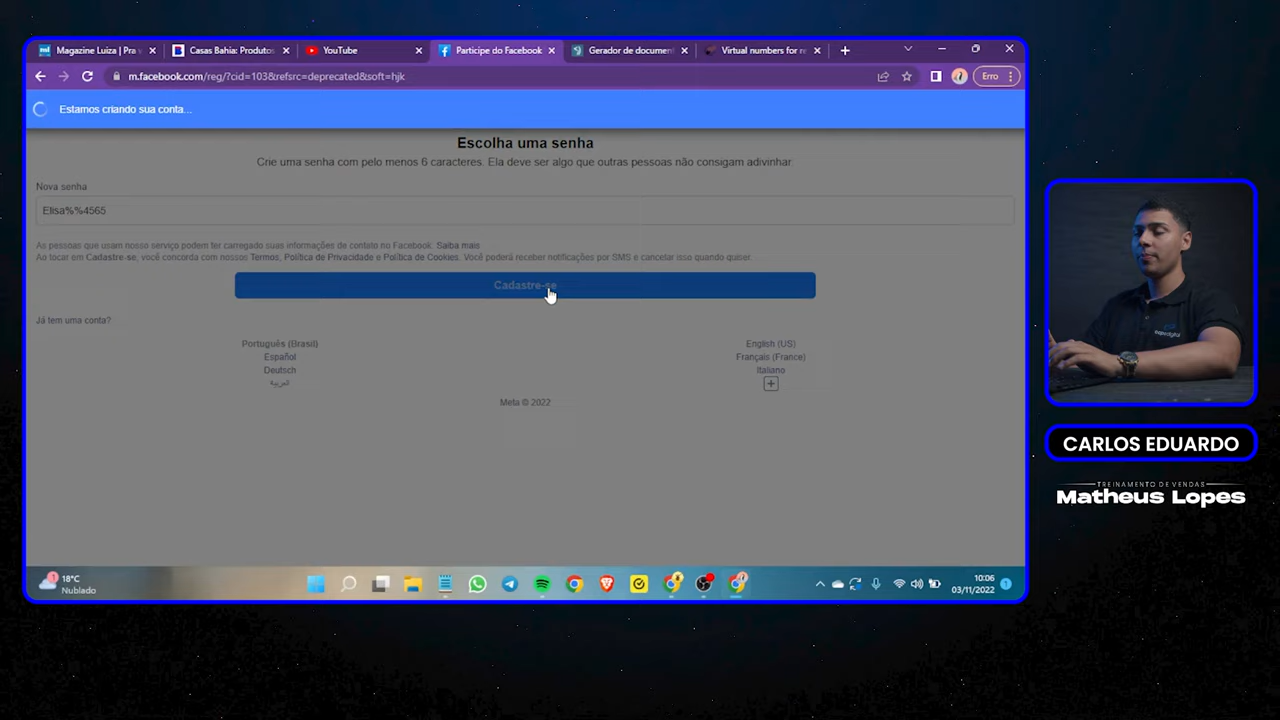 Magazine Luiza | Pra v
Casas Bahia: Produtos
YouTube
Participe do Facebook
Gerador de document
Virtual numbers for re
m.facebook.com/reg/?cid=103&refsrc=deprecated&soft=hjk
Erro
Estamos criando sua conta...
Escolha uma senha
Crie uma senha com pelo menos 6 caracteres. Ela deve ser algo que outras pessoas não consigam adivinhar.
Nova senha
Elisa%%4565
As pessoas que usam nosso serviço podem ter carregado suas informações de contato no Facebook. Saiba mais
Ao tocar em Cadastre-se, você concorda com nossos Termos, Política de Privacidade e Política de Cookies. Você poderá receber notificações por SMS e cancelar isso quando quiser.
Cadastre-se
Já tem uma conta?
Português (Brasil)
English (US)
Español
Français (France)
Deutsch
Italiano
العربية
Meta © 2022
CARLOS EDUARDO
TREINAMENTO DE VENDAS
Matheus Lopes
18°C
Nublado
10:06
03/11/2022